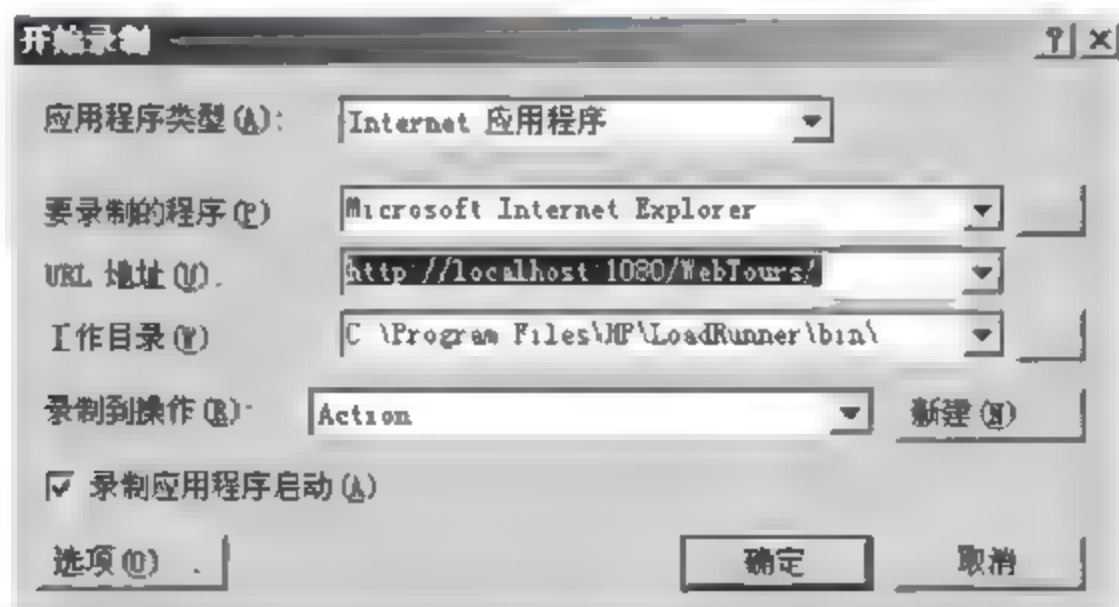 开始录制
应用程序类型(A):
Internet 应用程序
要录制的程序(P)
Microsoft Internet Explorer
URL 地址(U).
http //localhost 1080/WebTours/
工作目录(W)
C \Program Files\HP\LoadRunner\bin\
录制到操作(R):
Action
新建(N)
录制应用程序启动(A)
选项(O) .
确定
取消